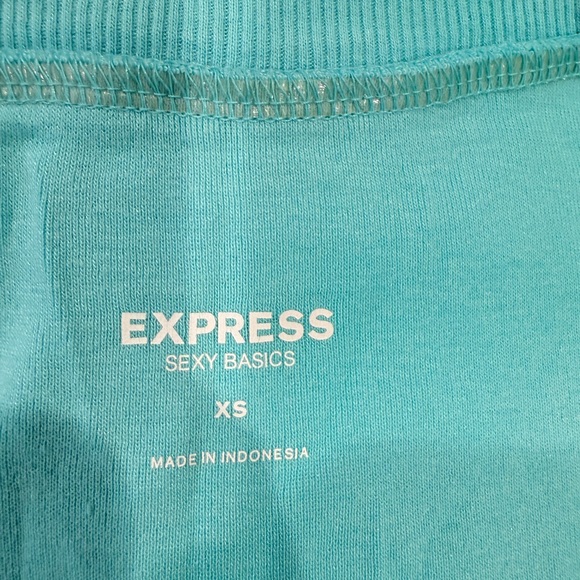 EXPRESS
SEXY BASICS
XS
MADE IN INDONESIA